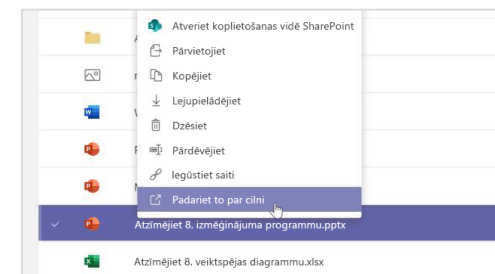 Atveriet koplietošanas vidē SharePoint
Pārvietojiet
Kopējiet
Lejupielādējiet
Dzēsiet
Pārdēvējiet
Iegūstiet saiti
Padariet to par cilni
Atzīmējiet 8. izmēģinājuma programmu.pptx
Atzīmējiet 8. veiktspējas diagrammu.xlsx